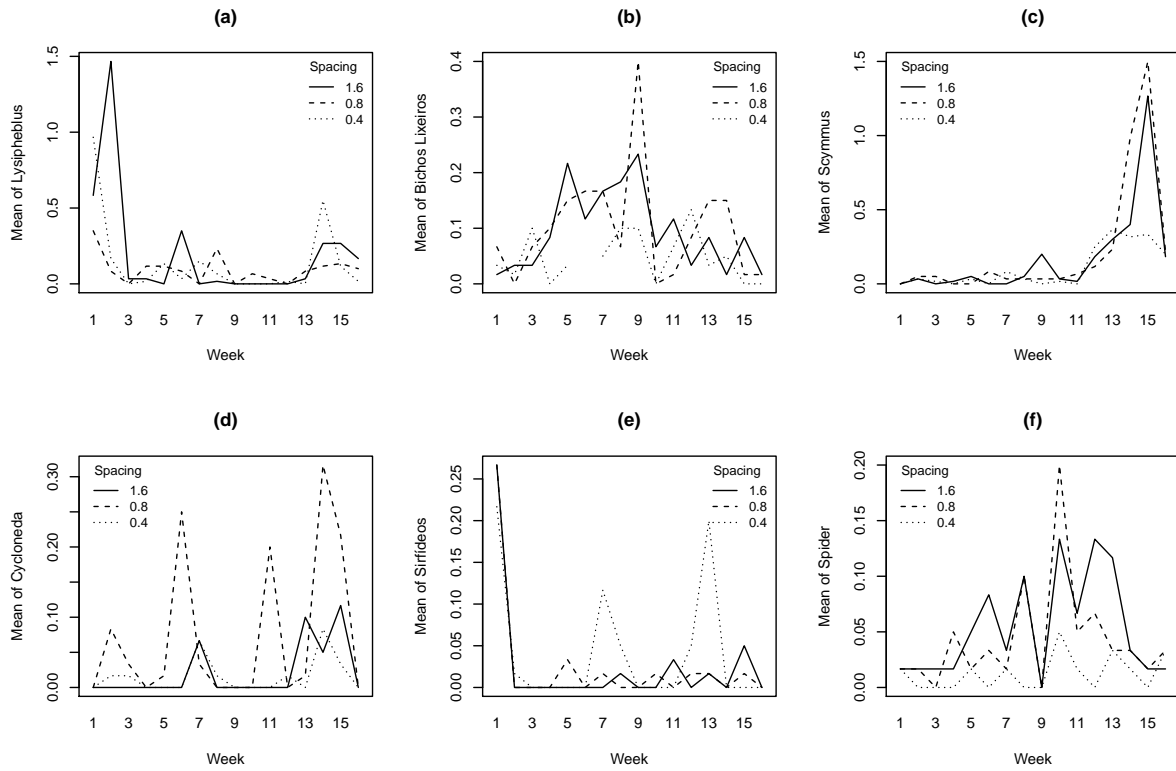 (a)
Mean of Lysiphebius
1.5
1.0
0.5
0.0
Spacing
1.6
0.8
0.4
1 3 5 7 9 11 13 15
Week
(b)
Mean of Bichos Lixeiros
0.4
0.3
0.2
0.1
0.0
Spacing
1.6
0.8
0.4
1 3 5 7 9 11 13 15
Week
(c)
Mean of Scymmus
1.5
1.0
0.5
0.0
Spacing
1.6
0.8
0.4
1 3 5 7 9 11 13 15
Week
(d)
Mean of Cycloneda
0.30
0.20
0.10
0.00
Spacing
1.6
0.8
0.4
1 3 5 7 9 11 13 15
Week
(e)
Mean of Sirfídeos
0.25
0.20
0.15
0.10
0.05
0.00
Spacing
1.6
0.8
0.4
1 3 5 7 9 11 13 15
Week
(f)
Mean of Spider
0.20
0.15
0.10
0.05
0.00
Spacing
1.6
0.8
0.4
1 3 5 7 9 11 13 15
Week